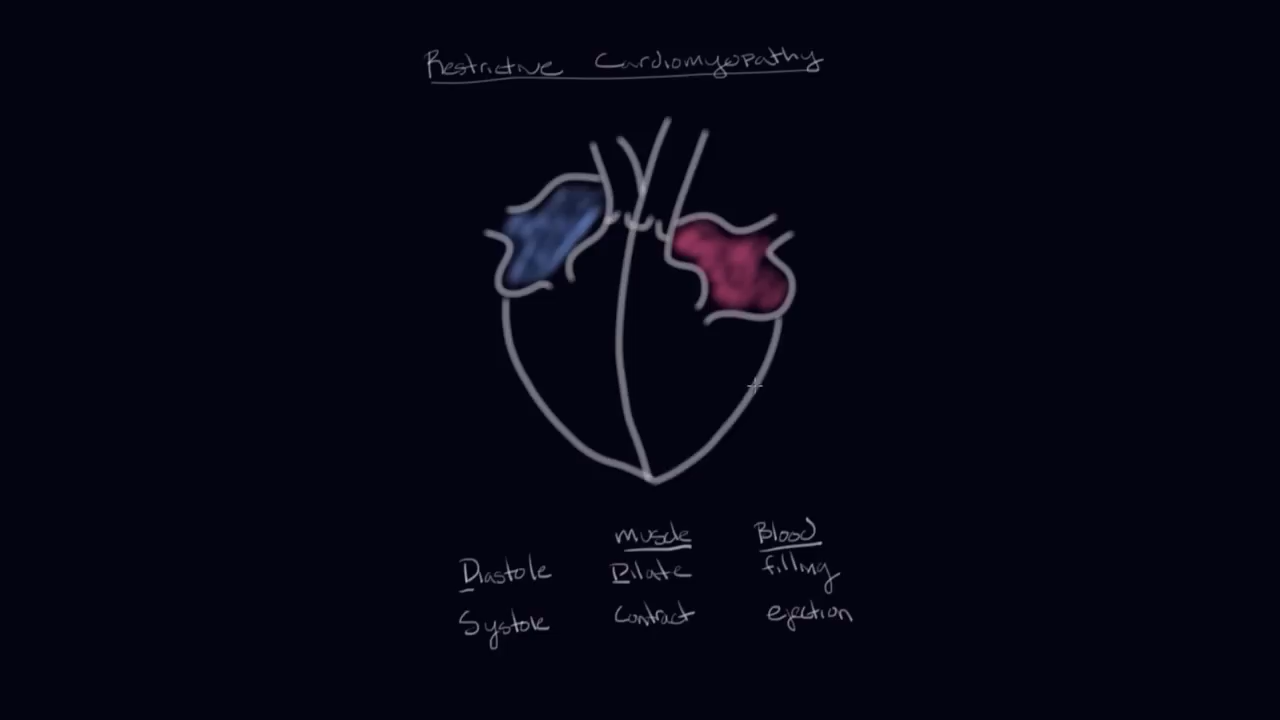 Restrictive Cardiomyopathy
muscle Blood
Diastole Dilate filling
Systole Contract ejection